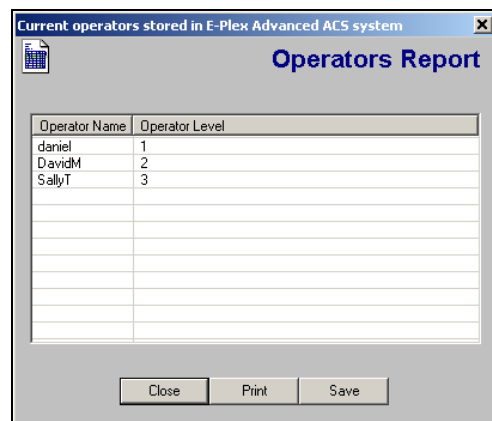 Current operators stored in E-Plex Advanced ACS system
Operators Report
Operator Name Operator Level
daniel 1
DavidM 2
SallyT 3
Close Print Save